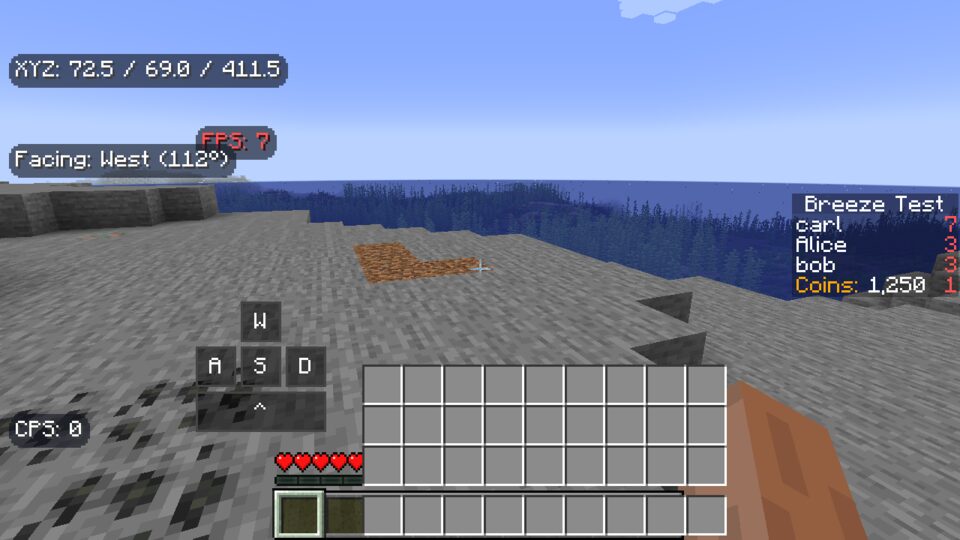 XYZ: 72.5 / 69.0 / 411.5
FPS: 7
Facing: West (112°)
Breeze Test
carl 7
Alice 3
bob 3
Coins: 1,250 1
W
A S D
^
CPS: 0